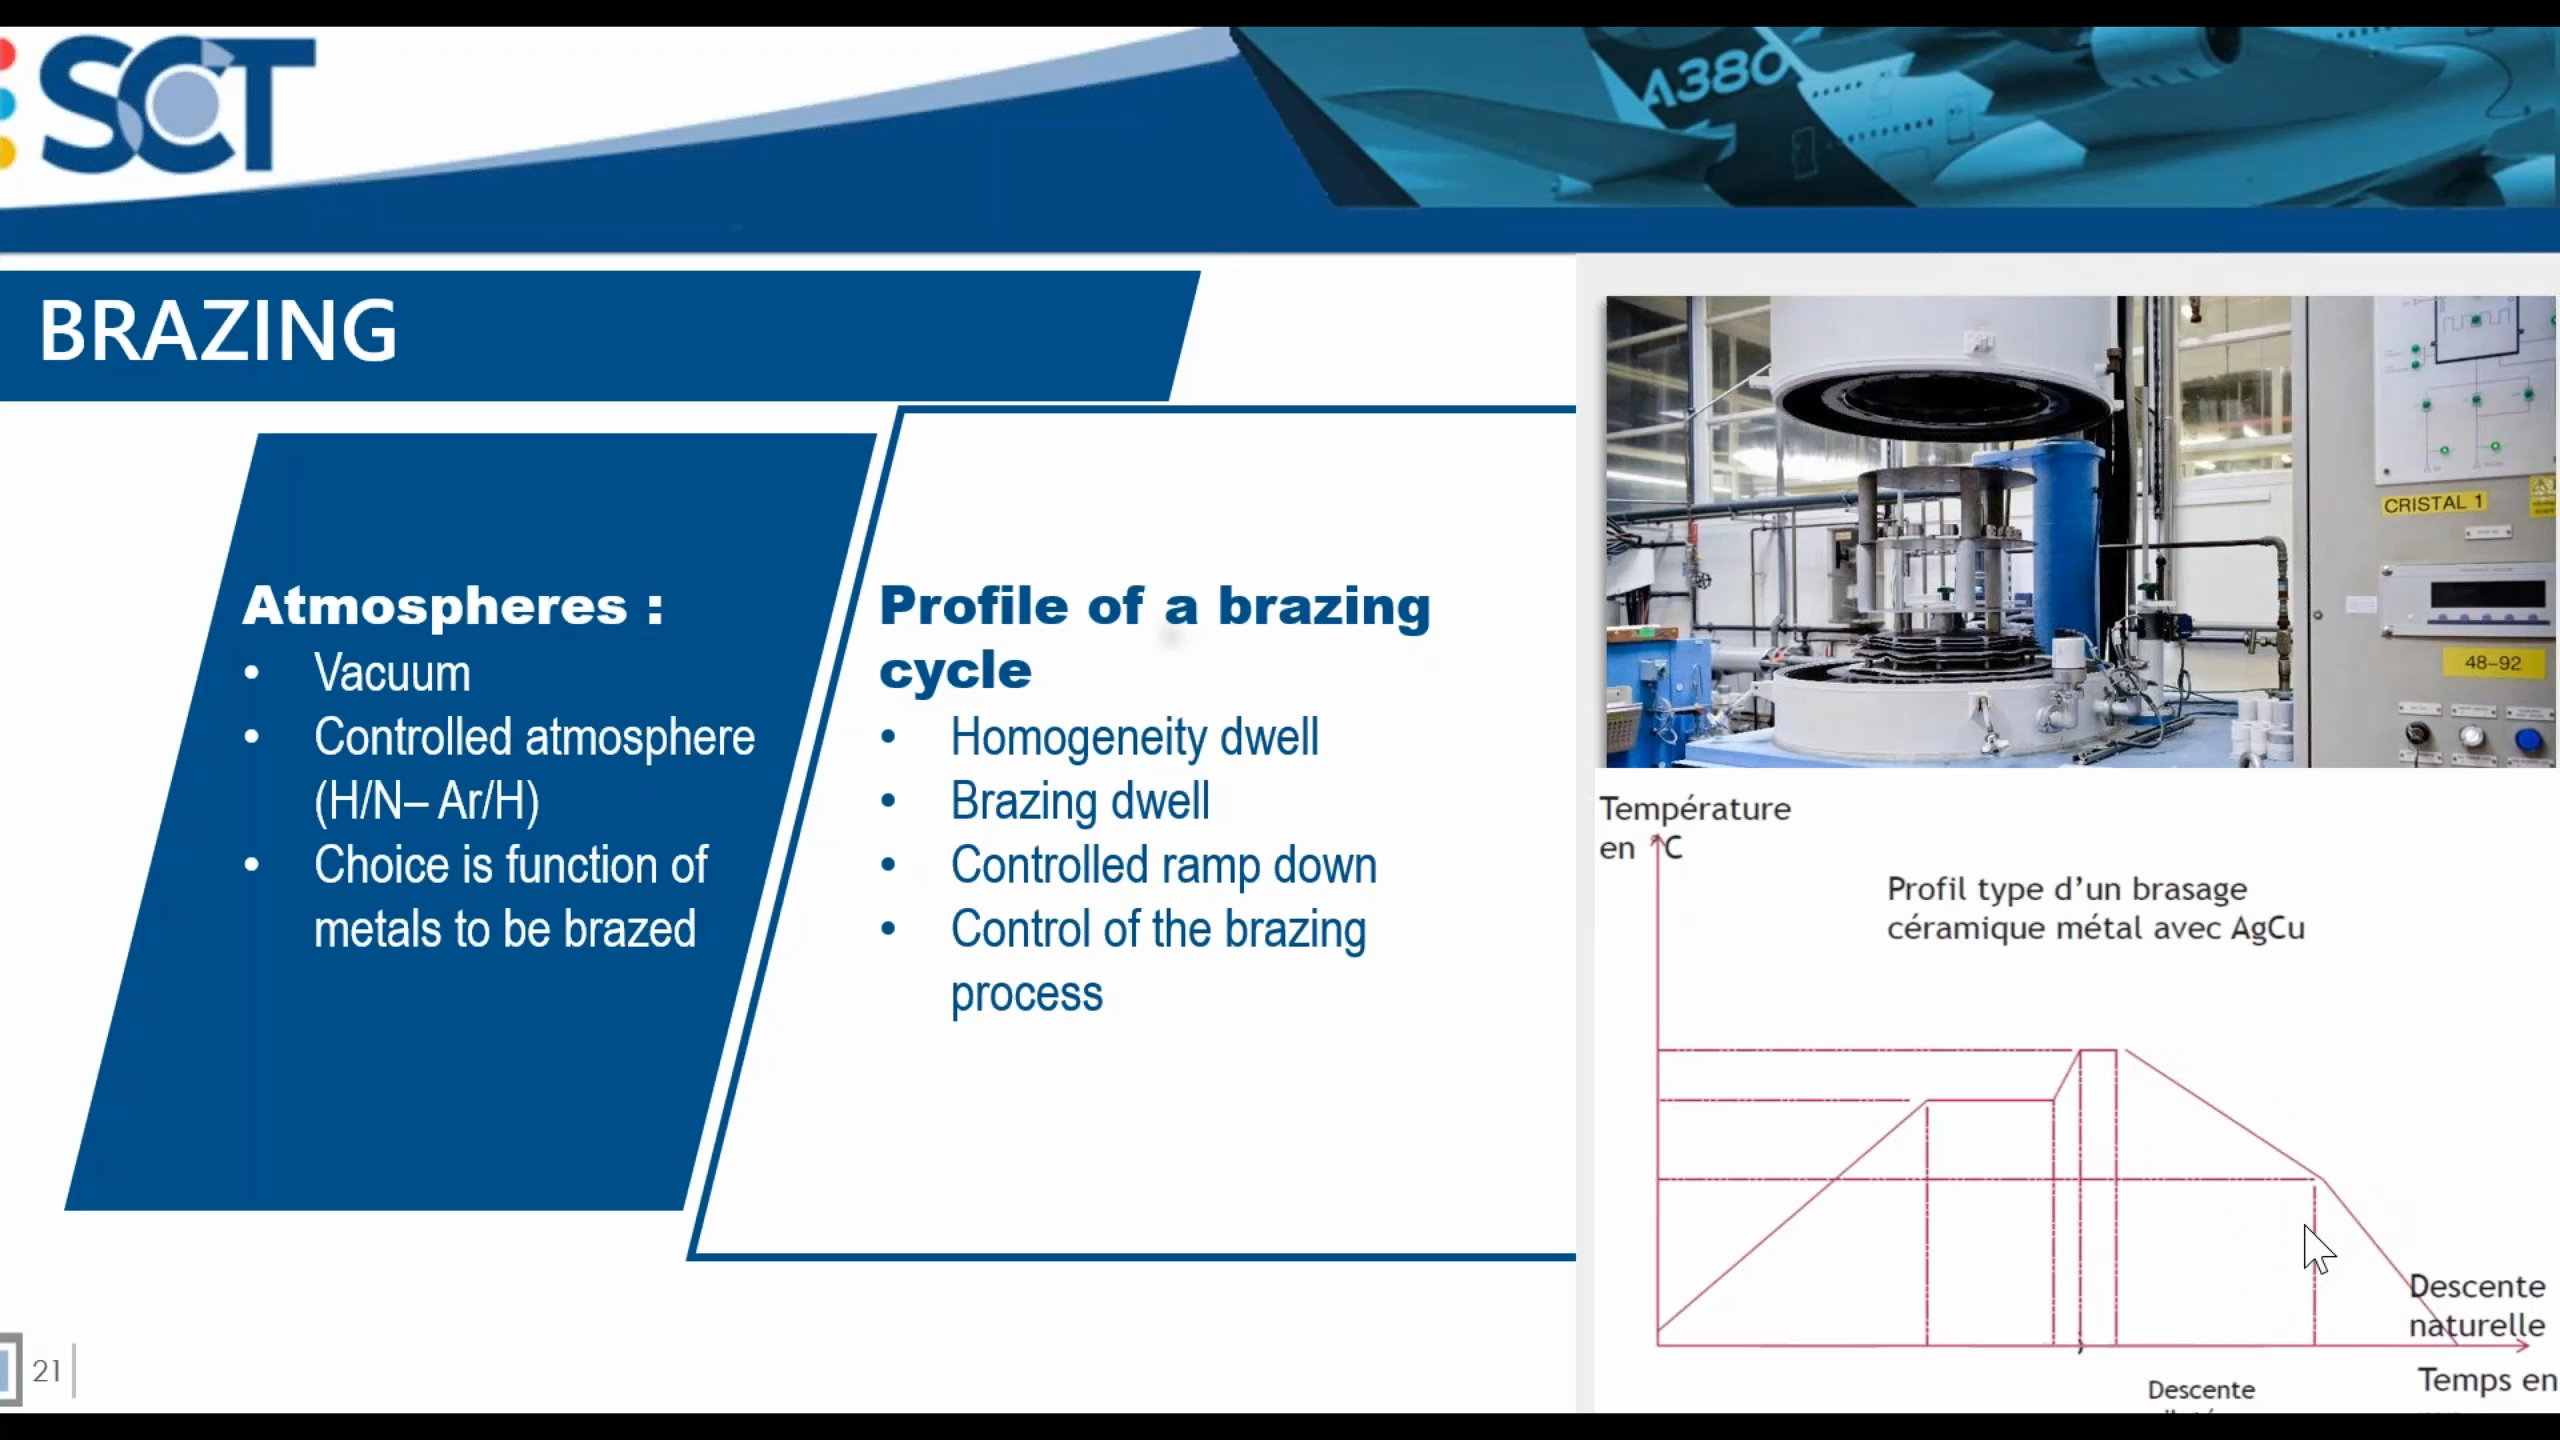 SCT
A380
BRAZING
Atmospheres :
• Vacuum
• Controlled atmosphere
(H/N– Ar/H)
• Choice is function of
metals to be brazed
Profile of a brazing
cycle
• Homogeneity dwell
• Brazing dwell
• Controlled ramp down
• Control of the brazing
process
CRISTAL 1
48-92
Température
en °C
Profil type d’un brasage
céramique métal avec AgCu
Descente
naturelle
Temps en
Descente
21